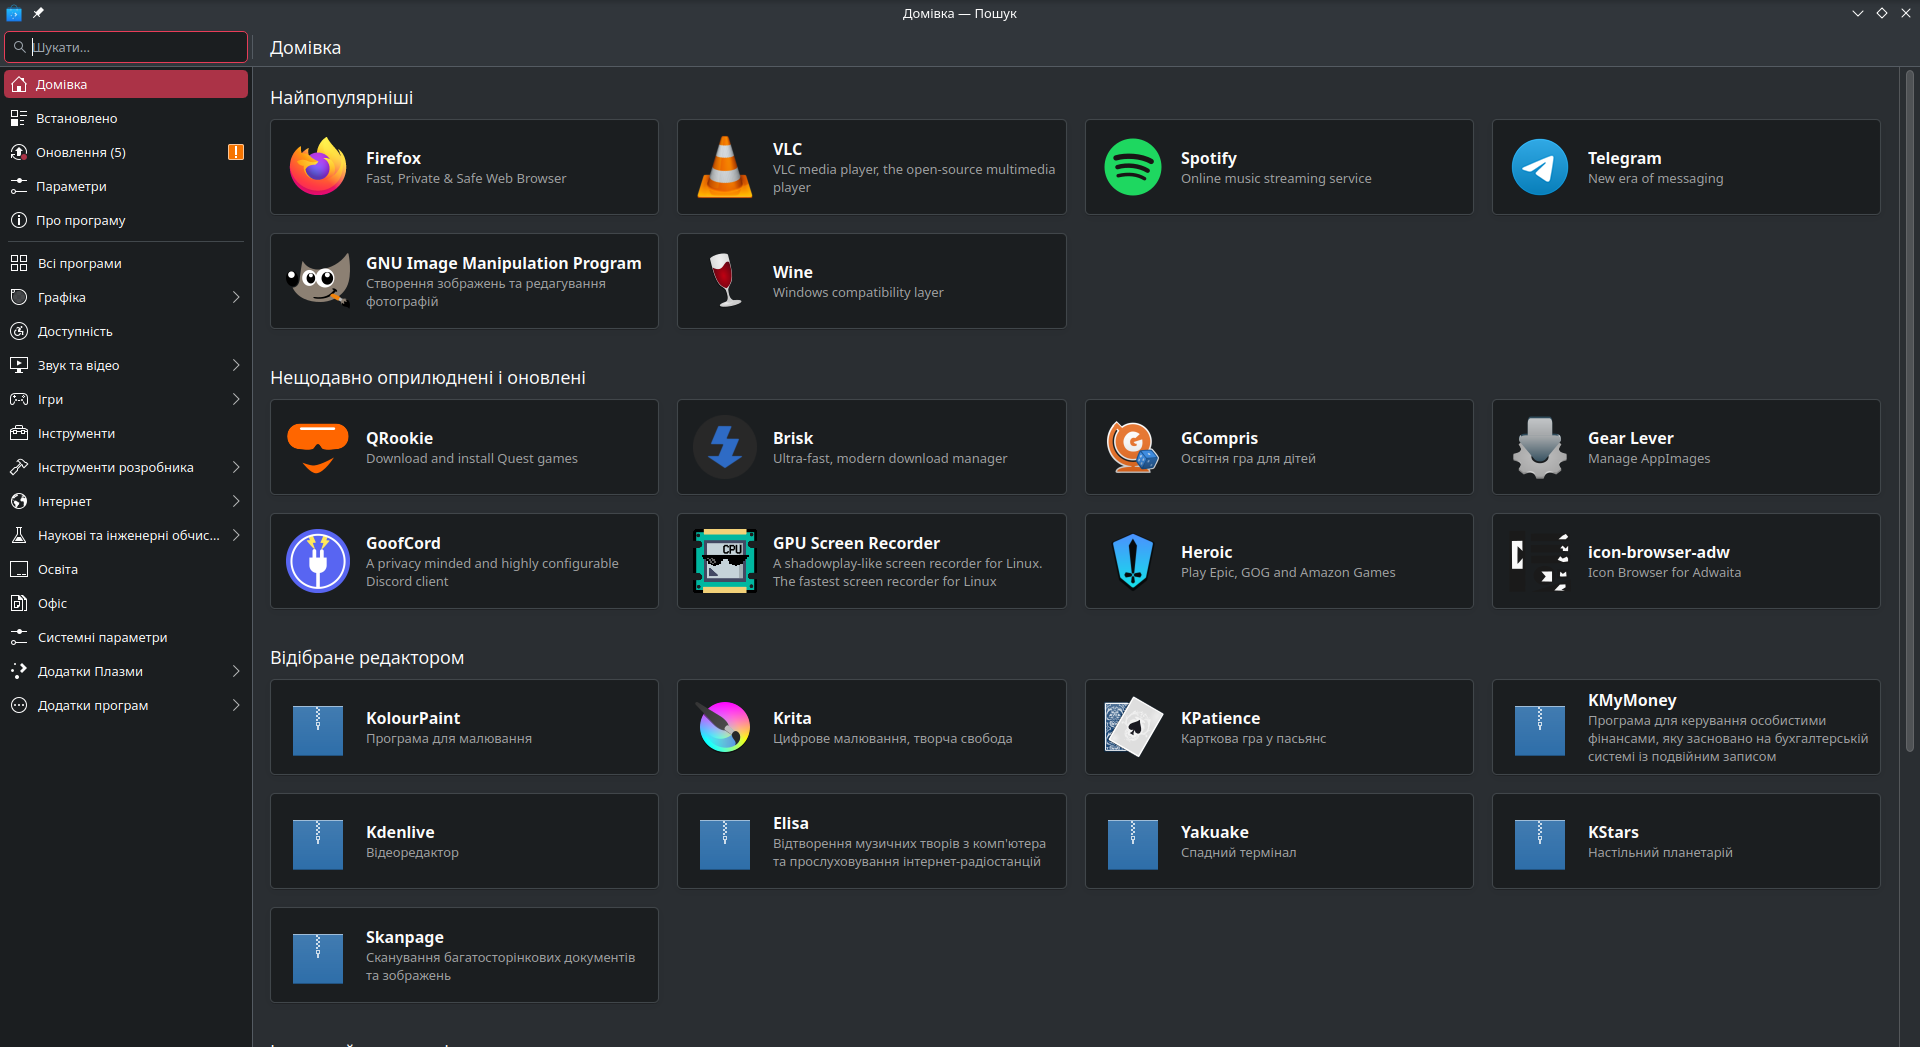 Домівка — Пошук
Шукати...
Домівка
Домівка
Встановлено
Оновлення (5)
Параметри
Про програму
Всі програми
Графіка
Доступність
Звук та відео
Ігри
Інструменти
Інструменти розробника
Інтернет
Наукові та інженерні обчис...
Освіта
Офіс
Системні параметри
Додатки Плазми
Додатки програм
Найпопулярніші
Firefox
Fast, Private & Safe Web Browser
VLC
VLC media player, the open-source multimedia
player
Spotify
Online music streaming service
Telegram
New era of messaging
GNU Image Manipulation Program
Створення зображень та редагування
фотографій
Wine
Windows compatibility layer
Нещодавно оприлюднені і оновлені
QRookie
Download and install Quest games
Brisk
Ultra-fast, modern download manager
GCompris
Освітня гра для дітей
Gear Lever
Manage AppImages
GoofCord
A privacy minded and highly configurable
Discord client
CPU
GPU Screen Recorder
A shadowplay-like screen recorder for Linux.
The fastest screen recorder for Linux
Heroic
Play Epic, GOG and Amazon Games
icon-browser-adw
Icon Browser for Adwaita
Відібране редактором
KolourPaint
Програма для малювання
Krita
Цифрове малювання, творча свобода
KPatience
Карткова гра у пасьянс
KMyMoney
Програма для керування особистими
фінансами, яку засновано на бухгалтерській
системі із подвійним записом
Kdenlive
Відеоредактор
Elisa
Відтворення музичних творів з комп'ютера
та прослуховування інтернет-радіостанцій
Yakuake
Спадний термінал
KStars
Настільний планетарій
Skanpage
Сканування багатосторінкових документів
та зображень